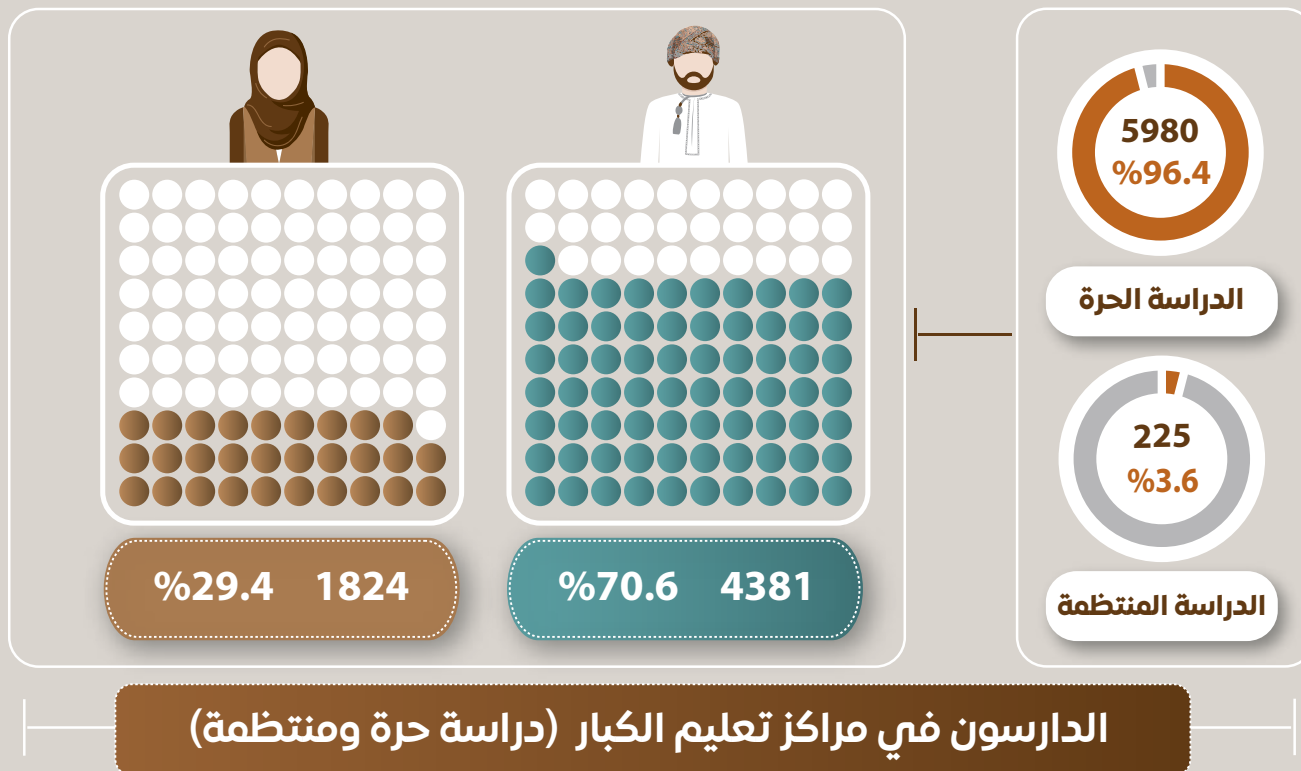 5980
%96.4
الدراسة الحرة
225
%3.6
الدراسة المنتظمة
4381 %70.6
1824 %29.4
الدارسون في مراكز تعليم الكبار (دراسة حرة ومنتظمة)